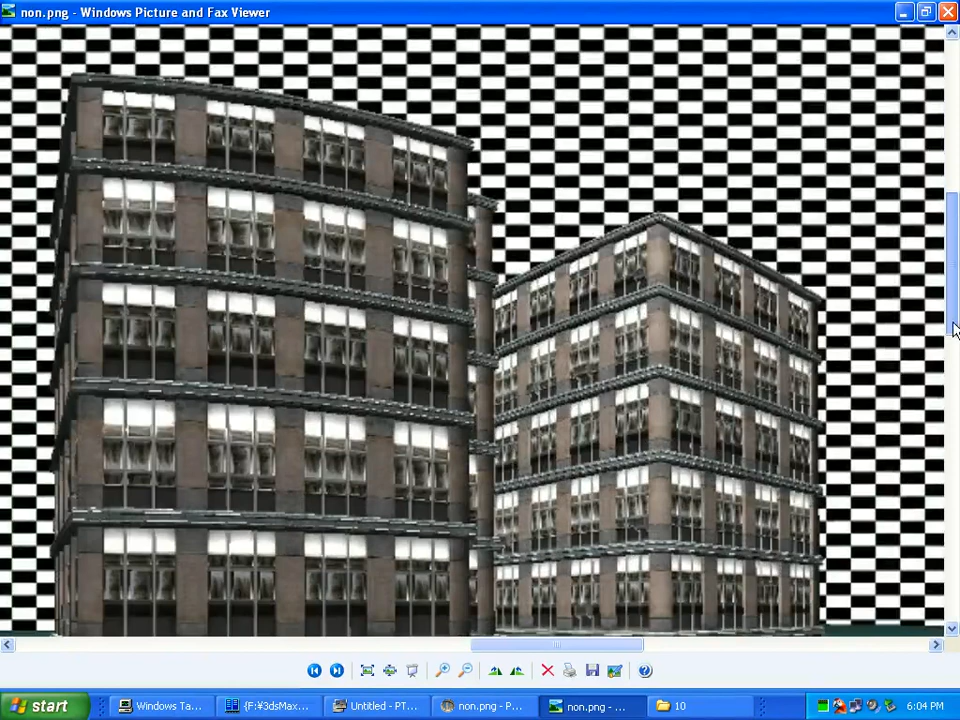 non.png - Windows Picture and Fax Viewer
start
Windows Ta...
{F:¥3dsMax...
Untitled - PT...
non.png - P...
non.png - ...
10
6:04 PM